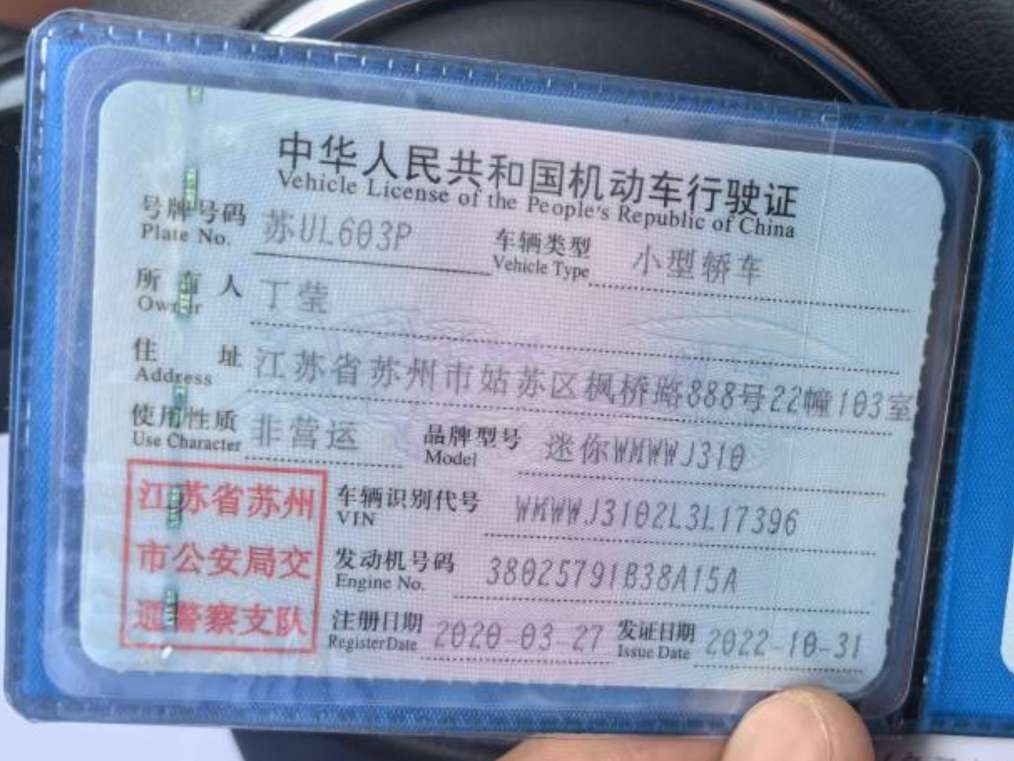 中华人民共和国机动车行驶证
Vehicle License of the People's Republic of China
号牌号码 苏UL603P 车辆类型 小型轿车
Plate No. Vehicle Type
所有人 丁莹
Owner
住址 江苏省苏州市姑苏区枫桥路888号22幢103室
Address
使用性质 非营运 品牌型号 迷你WMWWJ310
Use Character Model
江苏省苏州 车辆识别代号 WMWWJ3102L3L17396
VIN
市公安局交 发动机号码 38025791B38A15A
Engine No.
通警察支队 注册日期 2020-03-27 发证日期 2022-10-31
Register Date Issue Date